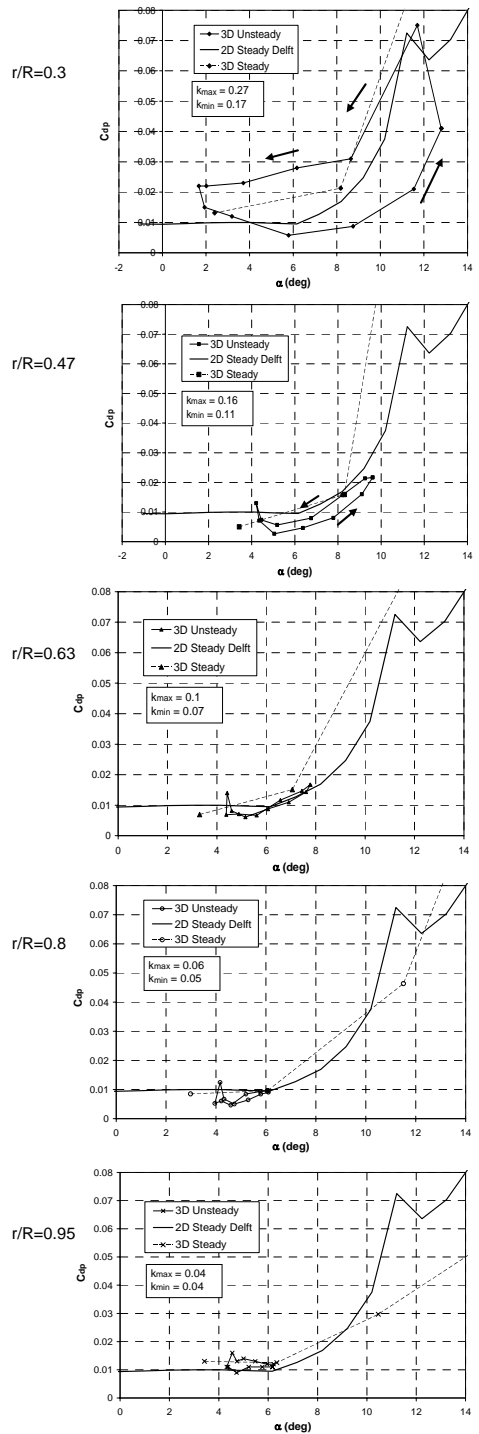 r/R=0.3
3D Unsteady
2D Steady Delft
3D Steady
kmax = 0.27
kmin = 0.17
Cdp
0.08
0.07
0.06
0.05
0.04
0.03
0.02
0.01
0
-2 0 2 4 6 8 10 12 14
α (deg)
r/R=0.47
3D Unsteady
2D Steady Delft
3D Steady
kmax = 0.16
kmin = 0.11
Cdp
0.08
0.07
0.06
0.05
0.04
0.03
0.02
0.01
0
-2 0 2 4 6 8 10 12 14
α (deg)
r/R=0.63
3D Unsteady
2D Steady Delft
3D Steady
kmax = 0.1
kmin = 0.07
Cdp
0.08
0.07
0.06
0.05
0.04
0.03
0.02
0.01
0
0 2 4 6 8 10 12 14
α (deg)
r/R=0.8
3D Unsteady
2D Steady Delft
3D Steady
kmax = 0.06
kmin = 0.05
Cdp
0.08
0.07
0.06
0.05
0.04
0.03
0.02
0.01
0
0 2 4 6 8 10 12 14
α (deg)
r/R=0.95
3D Unsteady
2D Steady Delft
3D Steady
kmax = 0.04
kmin = 0.04
Cdp
0.08
0.07
0.06
0.05
0.04
0.03
0.02
0.01
0.00
0 2 4 6 8 10 12 14
α (deg)